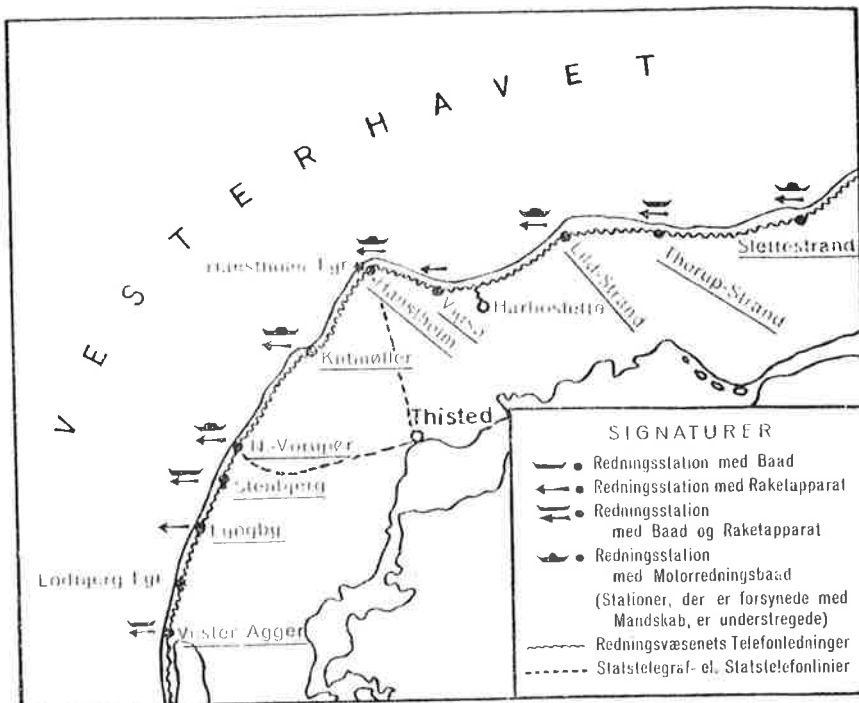 VESTERHAVET
Slettestrand
Thorup-Strand
Lild-Strand
Harboslette
Vigsø
Hanstholm
Fyr
Klitmøller
Thisted
N.-Vorupør
Stenbjerg
Lyngby
Lodbjerg Fyr
Vester Agger
SIGNATURER
Redningsstation med Baad
Redningsstation med Raketapparat
Redningsstation
med Baad og Raketapparat
Redningsstation
med Motorredningsbaad
(Stationer, der er forsynede med
Mandskab, er understregede)
Redningsvæsenets Telefonledninger
Statstelegraf- el. Statstelefonlinier